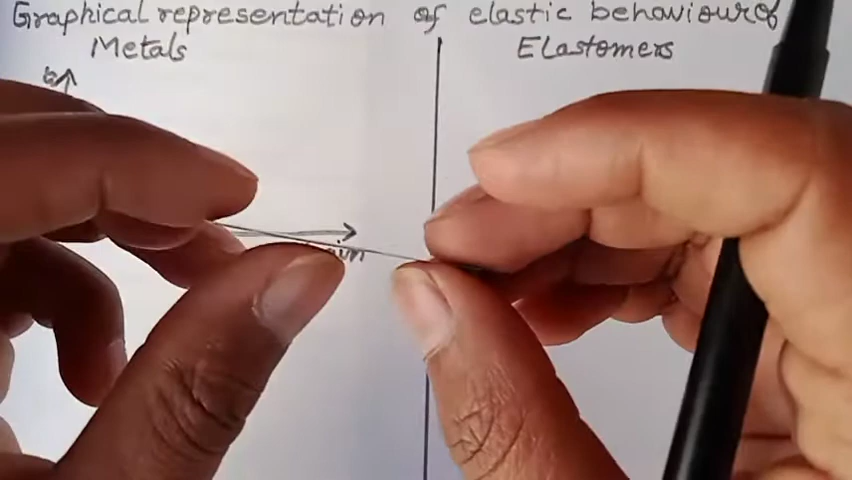 Graphical representation of elastic behaviour of
Metals
Elastomers